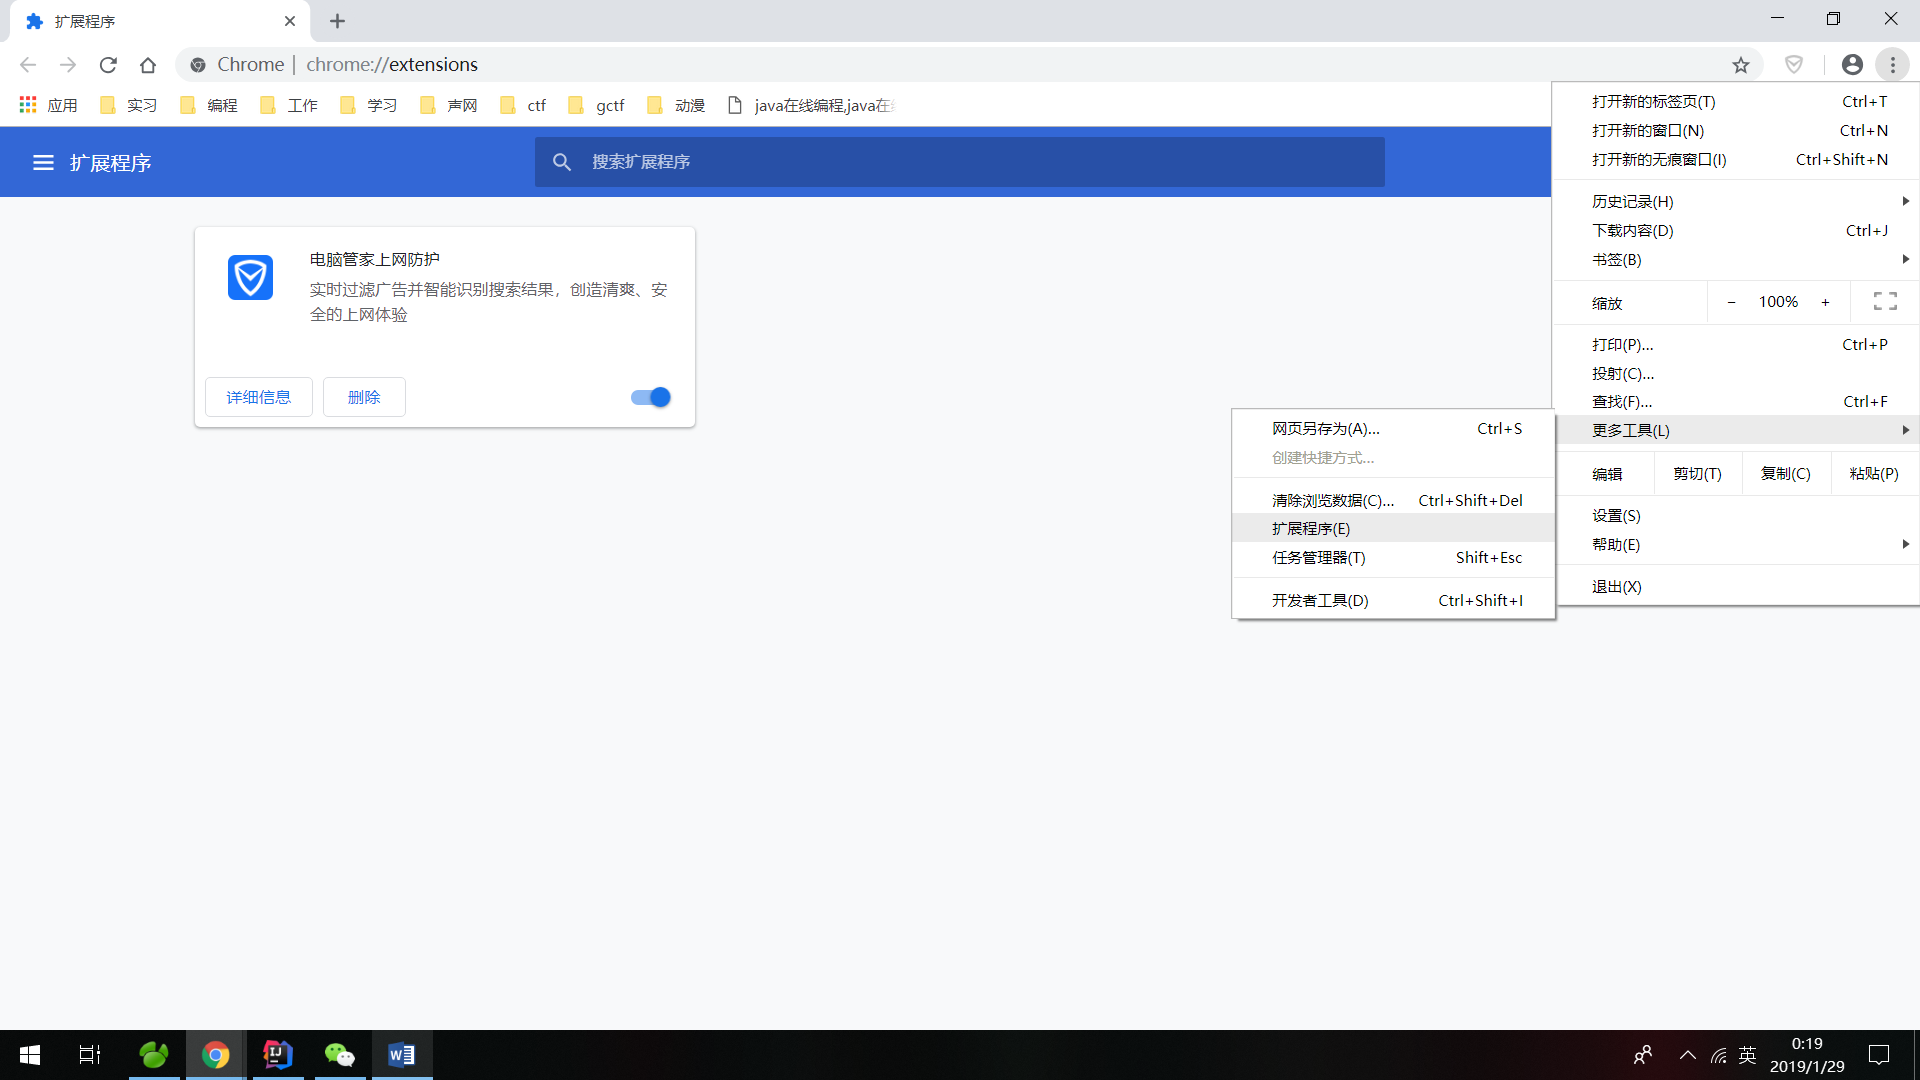 扩展程序
Chrome | chrome://extensions
应用 实习 编程 工作 学习 声网 ctf gctf 动漫 java在线编程,java在
扩展程序
搜索扩展程序
电脑管家上网防护
实时过滤广告并智能识别搜索结果，创造清爽、安
全的上网体验
详细信息 删除
打开新的标签页(T) Ctrl+T
打开新的窗口(N) Ctrl+N
打开新的无痕窗口(I) Ctrl+Shift+N
历史记录(H)
下载内容(D) Ctrl+J
书签(B)
缩放 - 100% +
打印(P)... Ctrl+P
投射(C)...
查找(F)... Ctrl+F
更多工具(L)
编辑 剪切(T) 复制(C) 粘贴(P)
设置(S)
帮助(E)
退出(X)
网页另存为(A)... Ctrl+S
创建快捷方式...
清除浏览数据(C)... Ctrl+Shift+Del
扩展程序(E)
任务管理器(T) Shift+Esc
开发者工具(D) Ctrl+Shift+I
英
0:19
2019/1/29